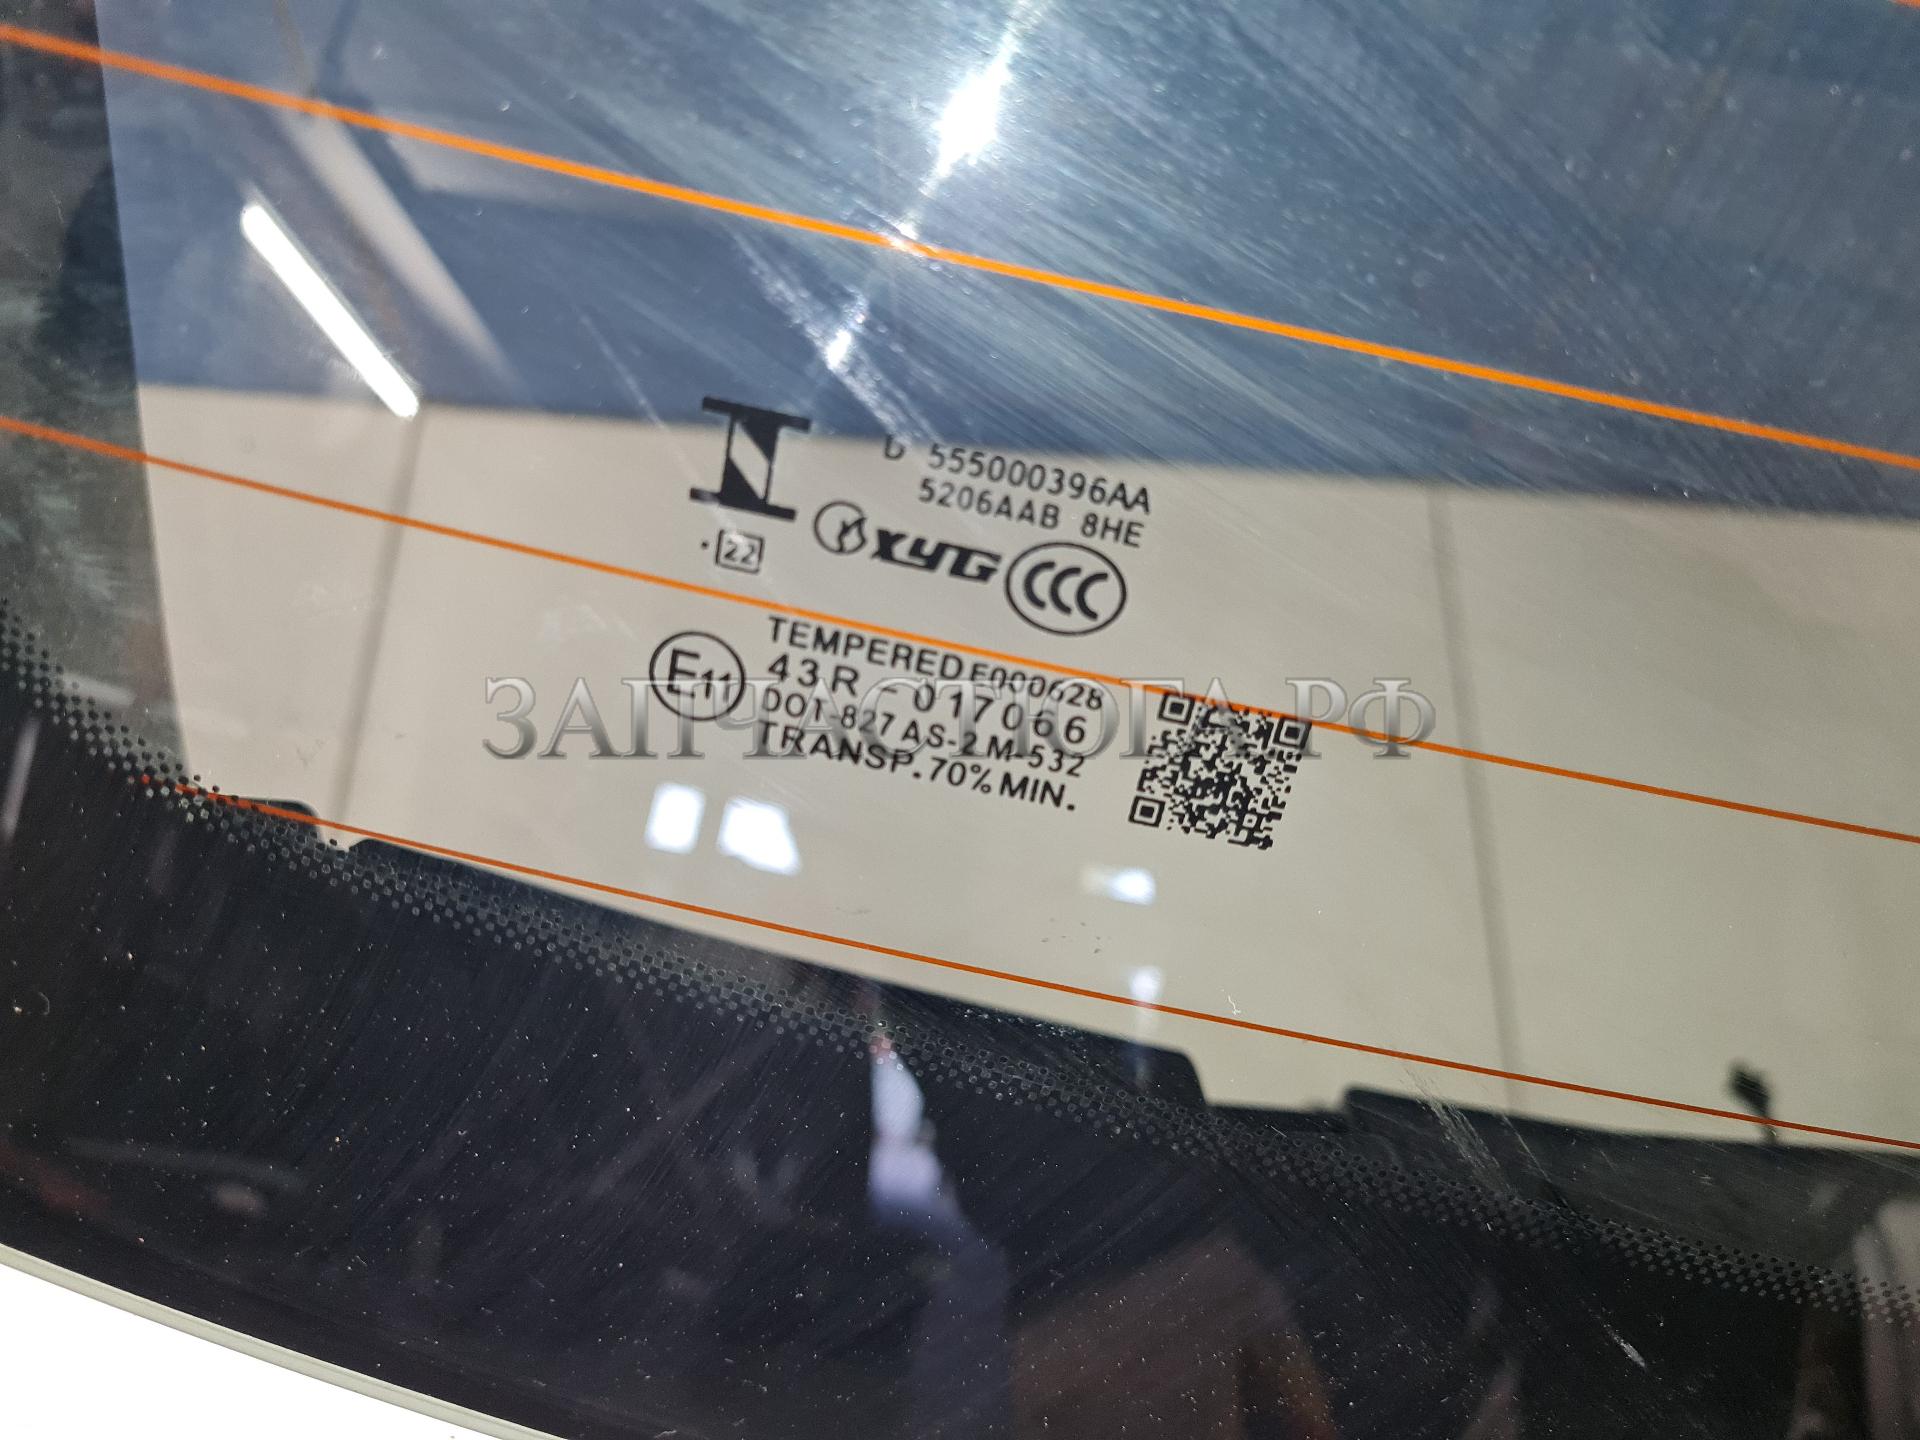 D 555000396AA
5206AAB 8HE
22
XYG CCC
TEMPERED E000628
E11 43R - 017066
DOT-827 AS-2 M-532
TRANSP.70% MIN.
ЗАПЧАСТЮГА.РФ